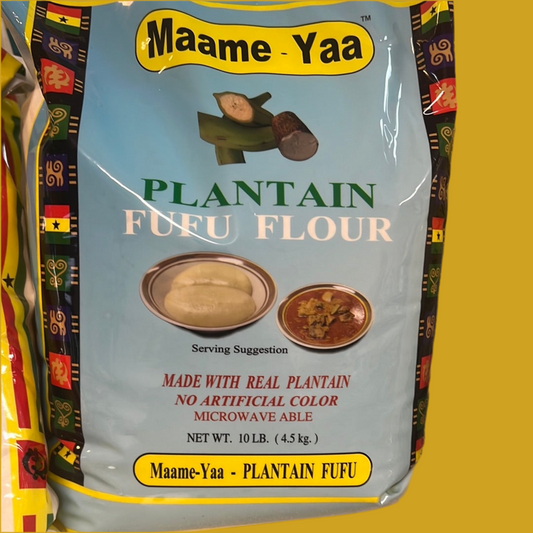 Maame - Yaa ™
PLANTAIN
FUFU FLOUR
Serving Suggestion
MADE WITH REAL PLANTAIN
NO ARTIFICIAL COLOR
MICROWAVE ABLE
NET WT. 10 LB. ( 4.5 kg. )
Maame-Yaa - PLANTAIN FUFU